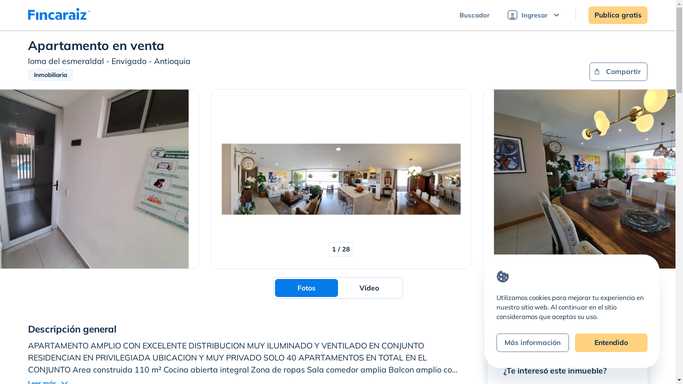 Fincaraiz
Buscador
Ingresar
Publica gratis
Apartamento en venta
loma del esmeraldal - Envigado - Antioquia
Inmobiliaria
Compartir
1 / 28
Fotos
Video
Descripción general
APARTAMENTO AMPLIO CON EXCELENTE DISTRIBUCION MUY ILUMINADO Y VENTILADO EN CONJUNTO
RESIDENCIAN EN PRIVILEGIADA UBICACION Y MUY PRIVADO SOLO 40 APARTAMENTOS EN TOTAL EN EL
CONJUNTO Area construida 110 m² Cocina abierta integral Zona de ropas Sala comedor amplia Balcon amplio co...
Leer más
Utilizamos cookies para mejorar tu experiencia en
nuestro sitio web. Al continuar en el sitio
consideramos que aceptas su uso.
Más información
Entendido
¿Te interesó este inmueble?